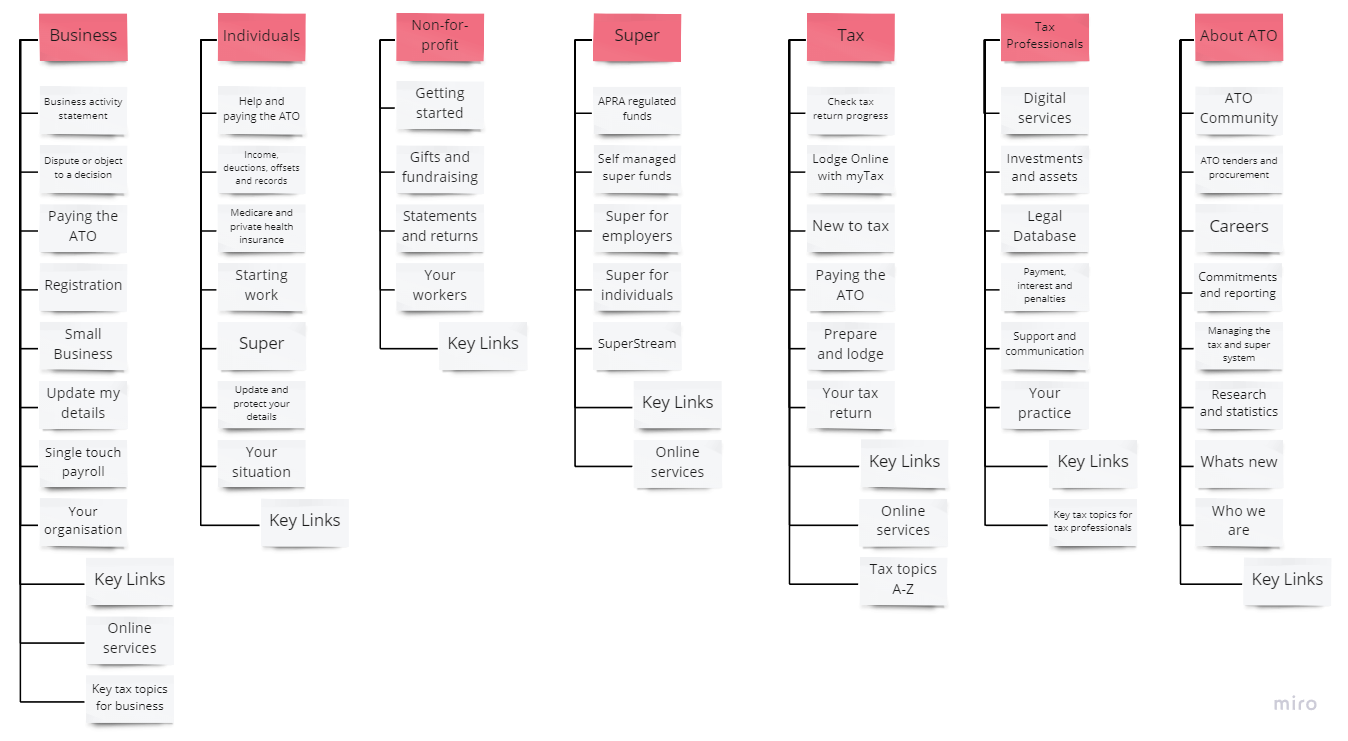 Business
Business activity
statement
Dispute or object
to a decision
Paying the
ATO
Registration
Small
Business
Update my
details
Single touch
payroll
Your
organisation
Key Links
Online
services
Key tax topics
for business
Individuals
Help and
paying the ATO
Income,
deuctions, offsets
and records
Medicare and
private health
insurance
Starting
work
Super
Update and
protect your
details
Your
situation
Key Links
Non-for-
profit
Getting
started
Gifts and
fundraising
Statements
and returns
Your
workers
Key Links
Super
APRA regulated
funds
Self managed
super funds
Super for
employers
Super for
individuals
SuperStream
Key Links
Online
services
Tax
Check tax
return progress
Lodge Online
with myTax
New to tax
Paying the
ATO
Prepare
and lodge
Your tax
return
Key Links
Online
services
Tax topics
A-Z
Tax
Professionals
Digital
services
Investments
and assets
Legal
Database
Payment,
interest and
penalties
Support and
communication
Your
practice
Key Links
Key tax topics for
tax professionals
About ATO
ATO
Community
ATO tenders and
procurement
Careers
Commitments
and reporting
Managing the
tax and super
system
Research
and statistics
Whats new
Who we
are
Key Links
miro